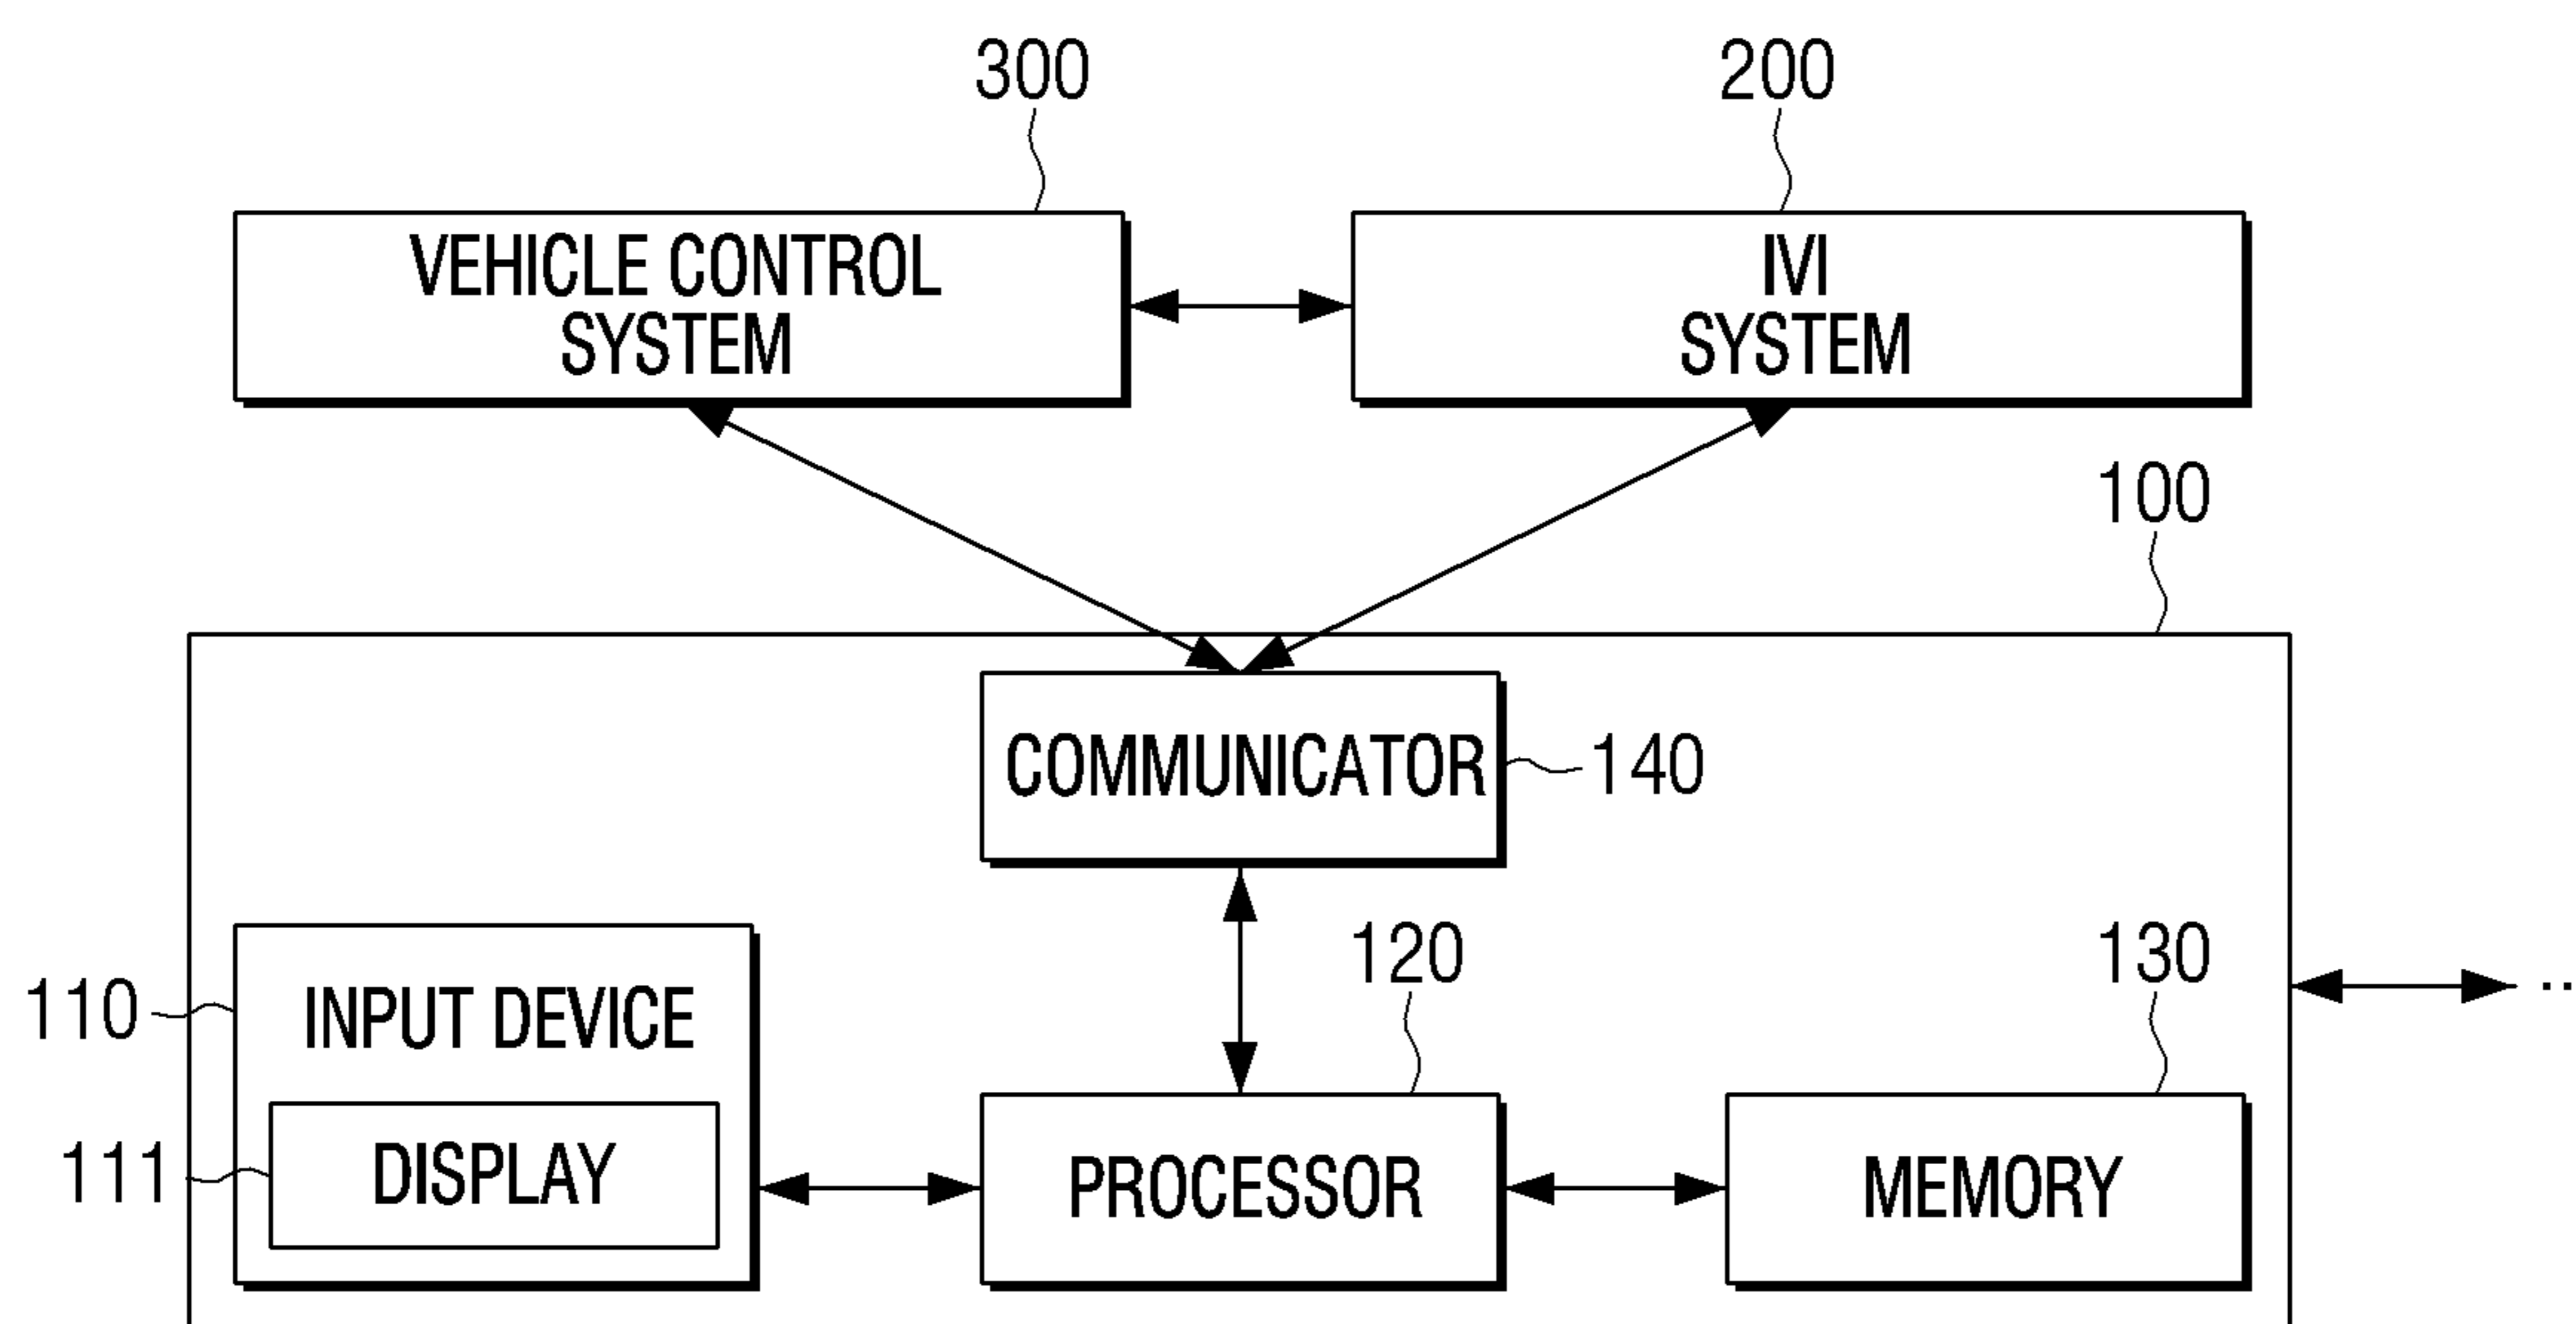 300
200
VEHICLE CONTROL
SYSTEM
IVI
SYSTEM
100
COMMUNICATOR
140
120
130
110
INPUT DEVICE
111
DISPLAY
PROCESSOR
MEMORY
..